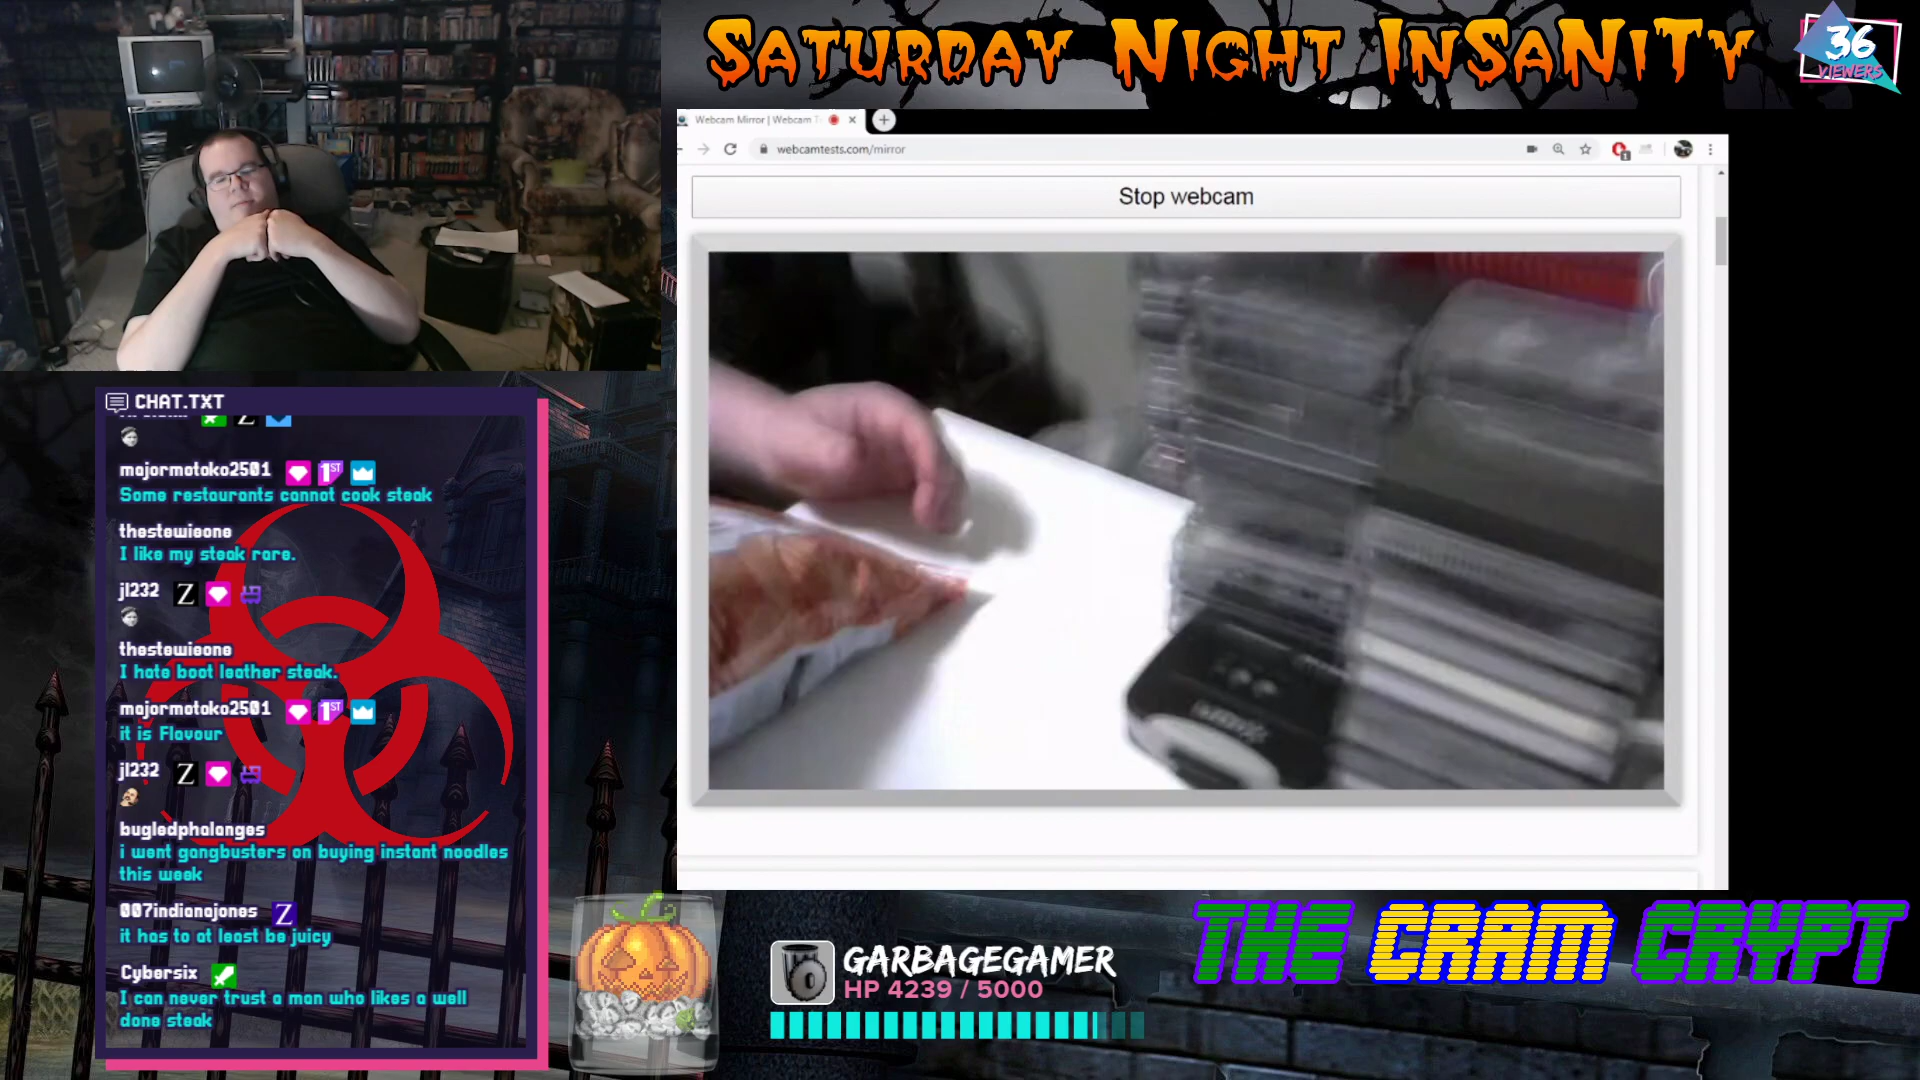 SATURDAY NIGHT INSANITY
36
VIEWERS
Webcam Mirror | Webcam T
webcamtests.com/mirror
Stop webcam
CHAT.TXT
majormotoko2501 1ST
Some restaurants cannot cook steak
thestewieone
I like my steak rare.
jl232 Z
thestewieone
I hate boot leather steak.
majormotoko2501 1ST
it is Flavour
jl232 Z
bugledphalanges
i went gangbusters on buying instant noodles
this week
007indianajones Z
it has to at least be juicy
Cybersix
I can never trust a man who likes a well
done steak
GARBAGEGAMER
HP 4239 / 5000
THE CRAM CRYPT